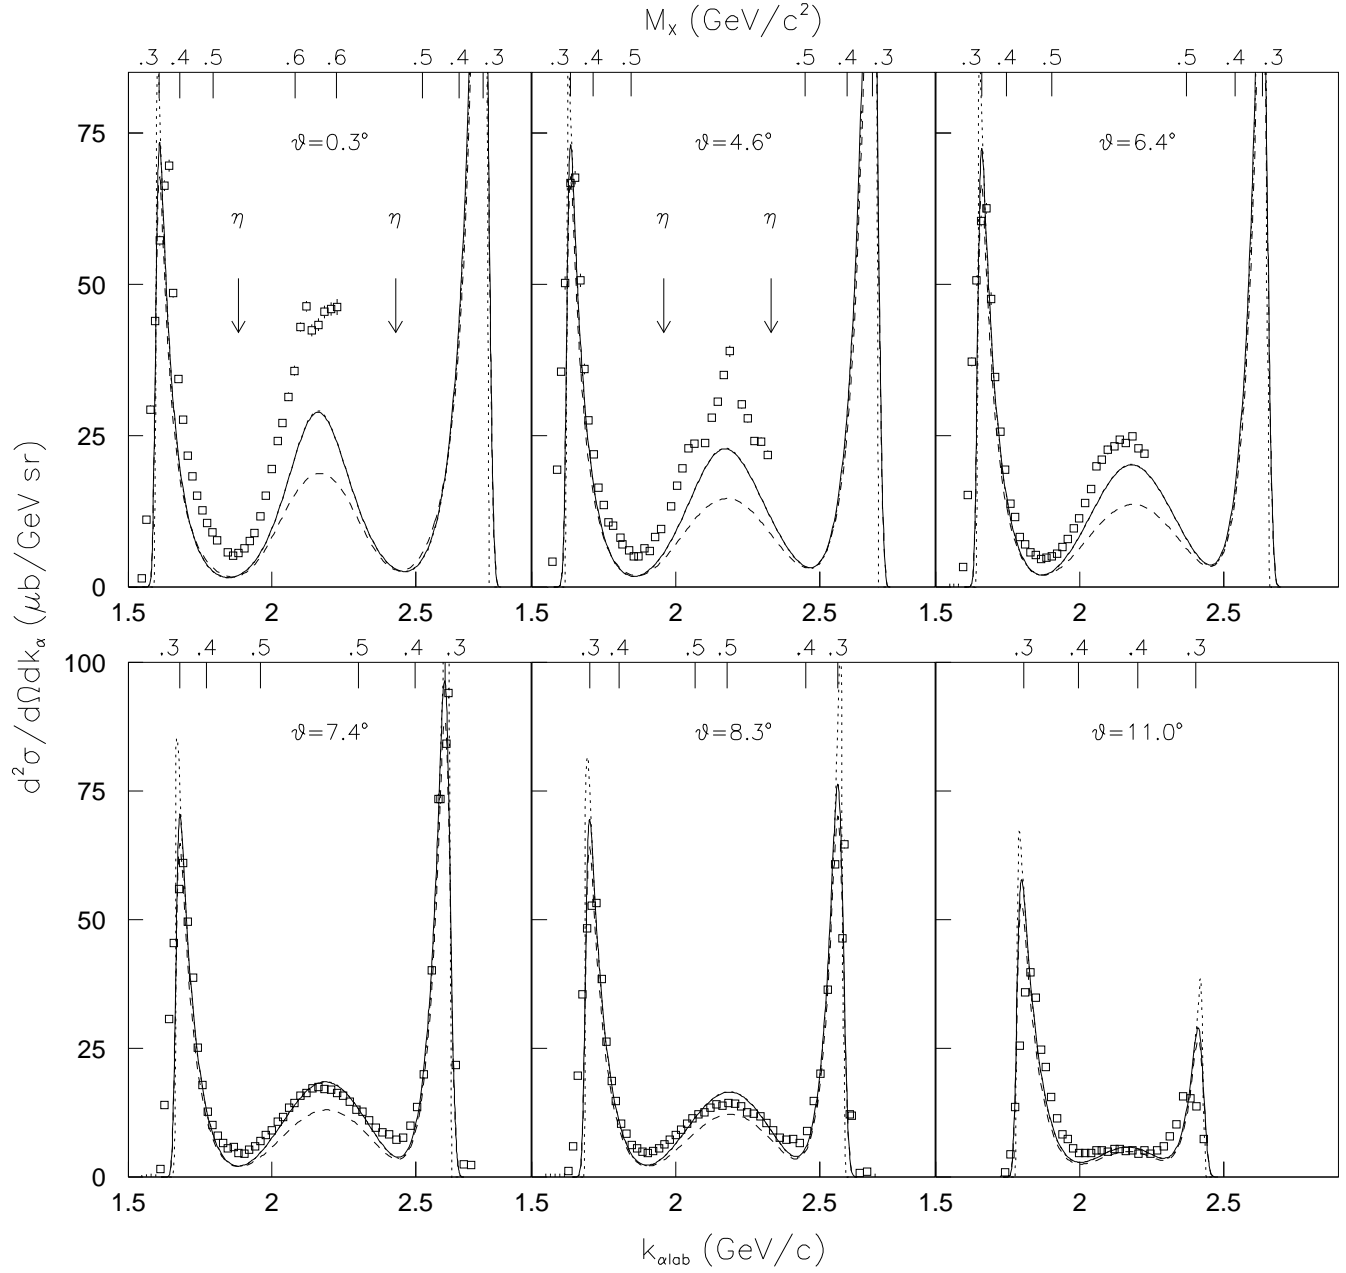 M_X (GeV/c²)
.3 .4 .5 .6 .6 .5 .4 .3 .3 .4 .5 .5 .4 .3 .3 .4 .5 .5 .4 .3
75 ϑ=0.3° ϑ=4.6° ϑ=6.4°
η η η η
50
25
0
1.5 2 2.5 1.5 2 2.5 1.5 2 2.5
.3 .4 .5 .5 .4 .3 .3 .4 .5 .5 .4 .3 .3 .4 .4 .3
100
ϑ=7.4° ϑ=8.3° ϑ=11.0°
75
50
25
0
1.5 2 2.5 1.5 2 2.5 1.5 2 2.5
d²σ/dΩdk_α (μb/GeV sr)
k_αlab (GeV/c)